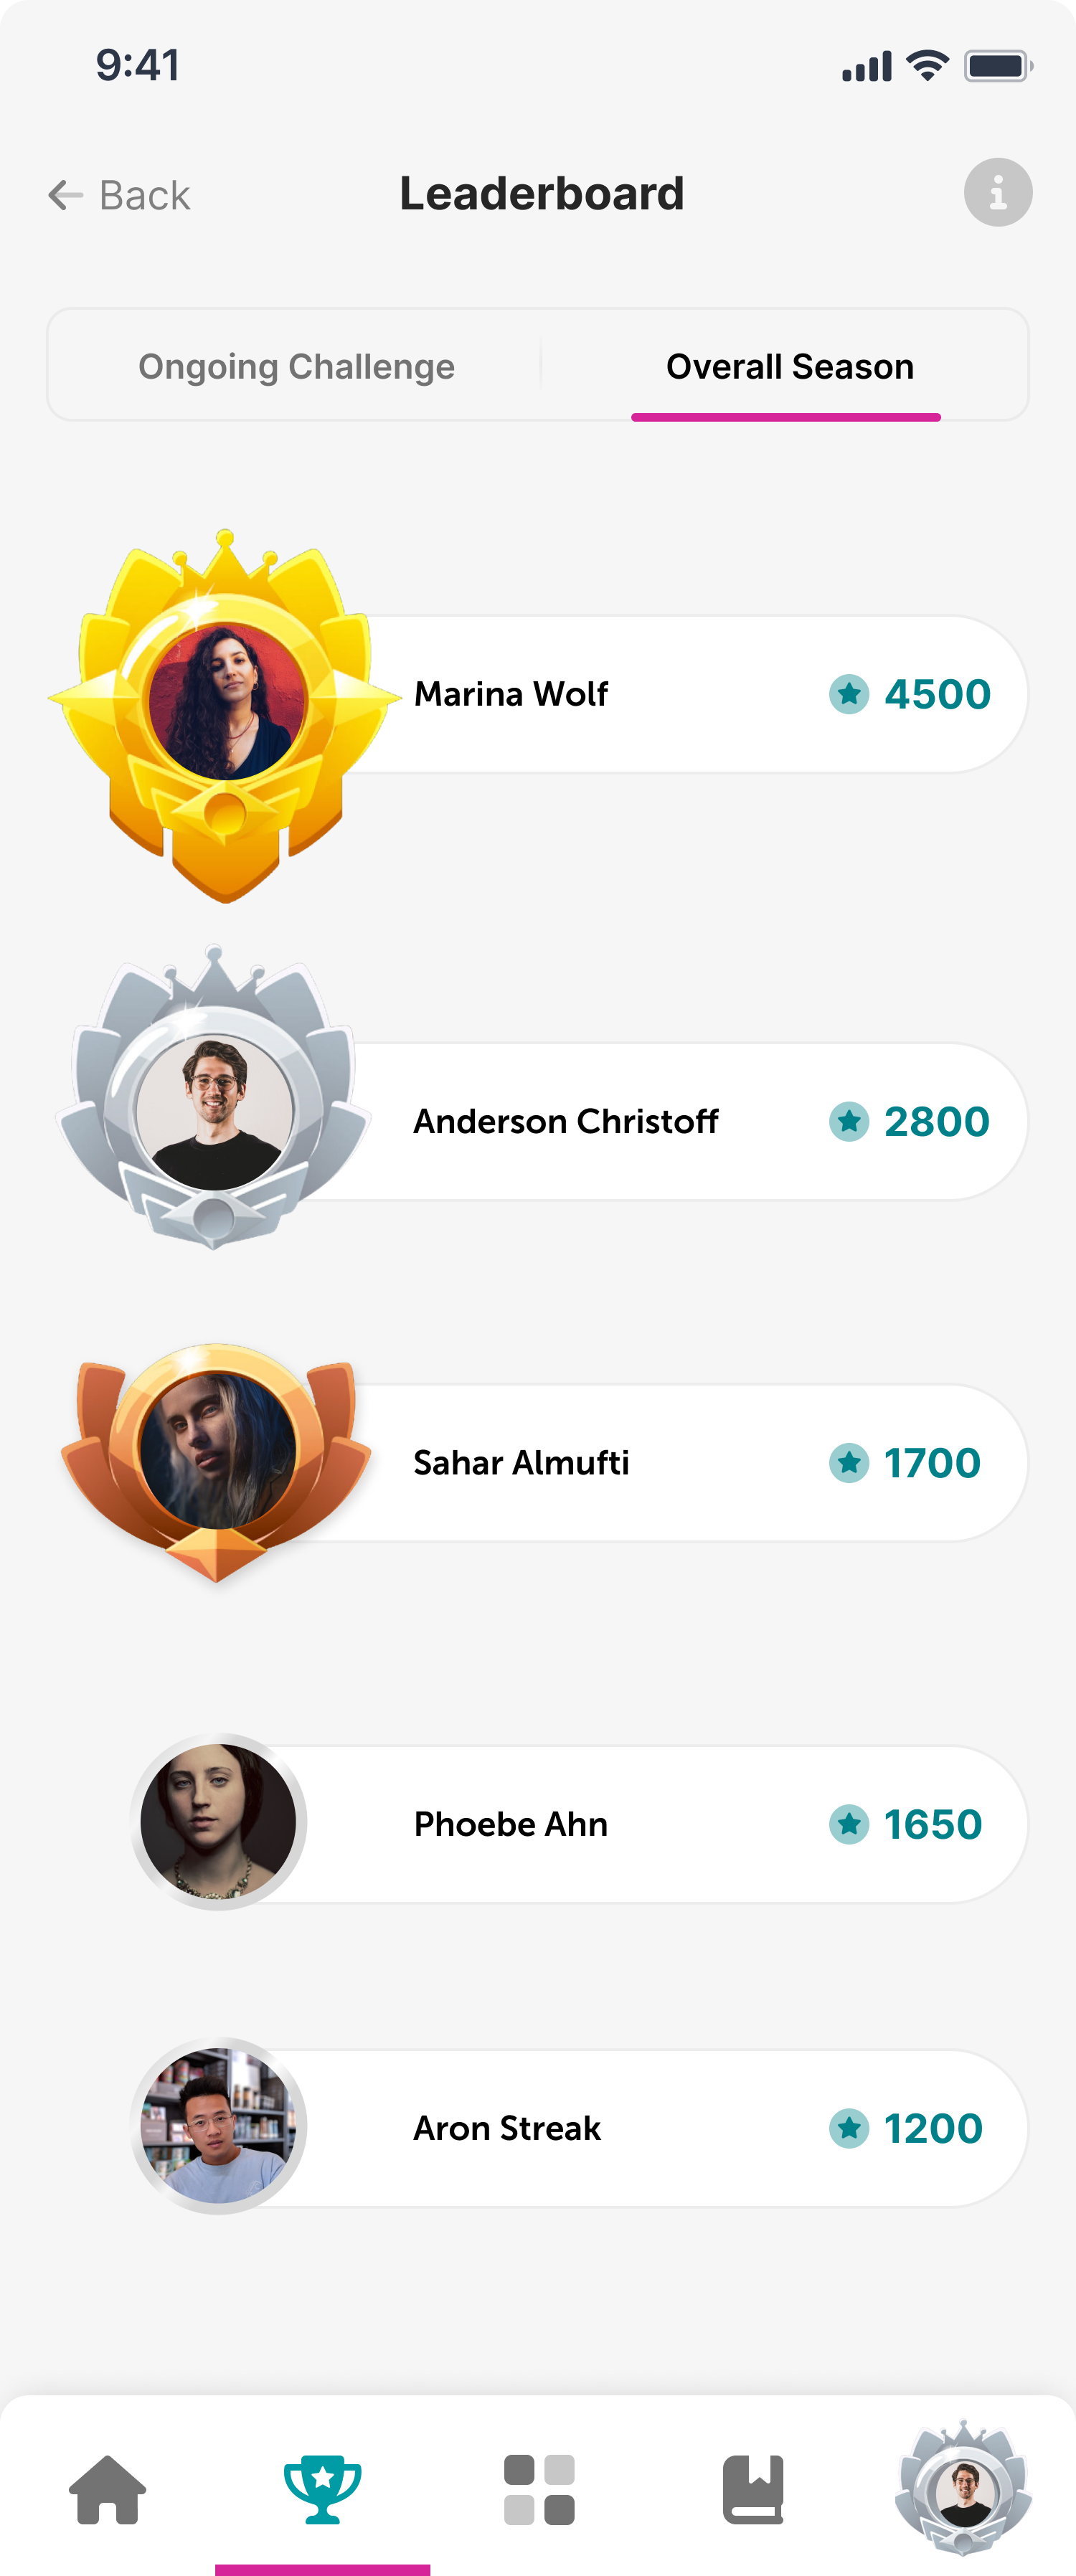 9:41
Back
Leaderboard
Ongoing Challenge
Overall Season
Marina Wolf
4500
Anderson Christoff
2800
Sahar Almufti
1700
Phoebe Ahn
1650
Aron Streak
1200